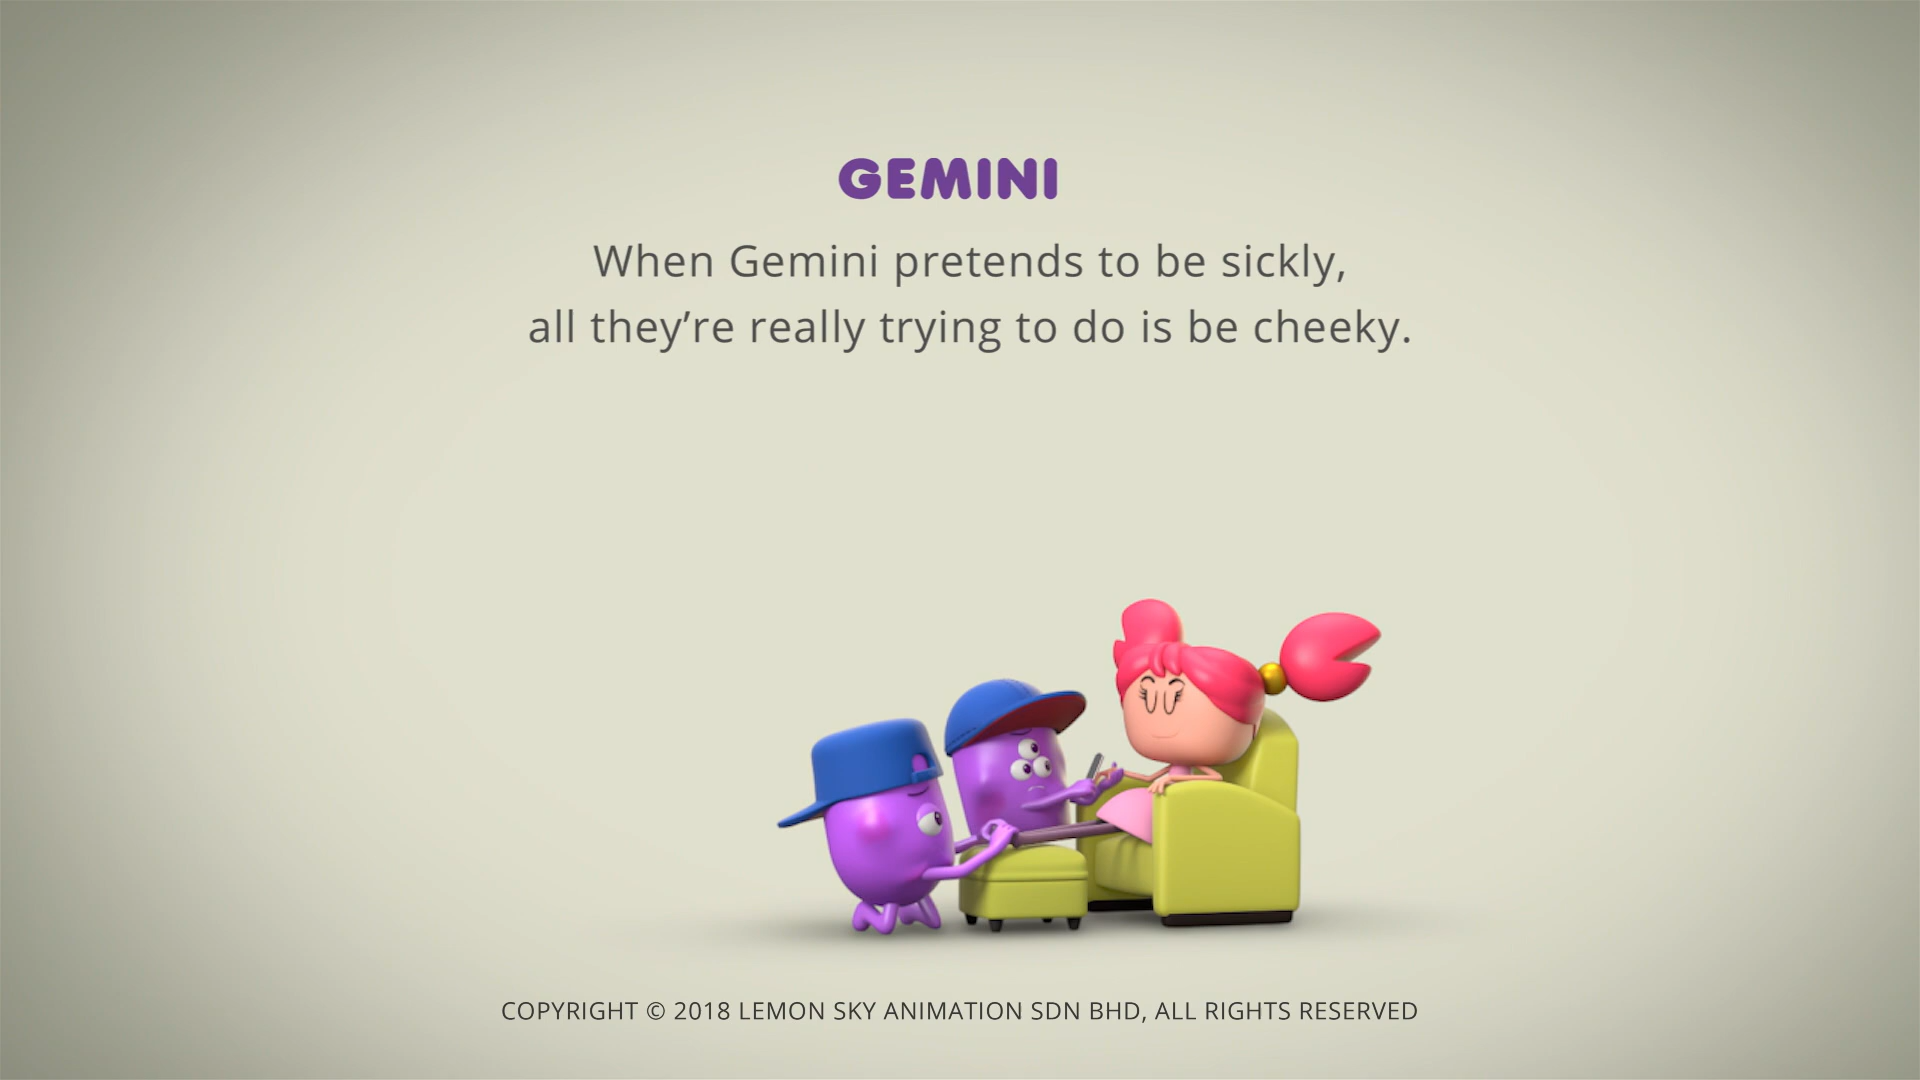 GEMINI
When Gemini pretends to be sickly,
all they’re really trying to do is be cheeky.
COPYRIGHT © 2018 LEMON SKY ANIMATION SDN BHD, ALL RIGHTS RESERVED